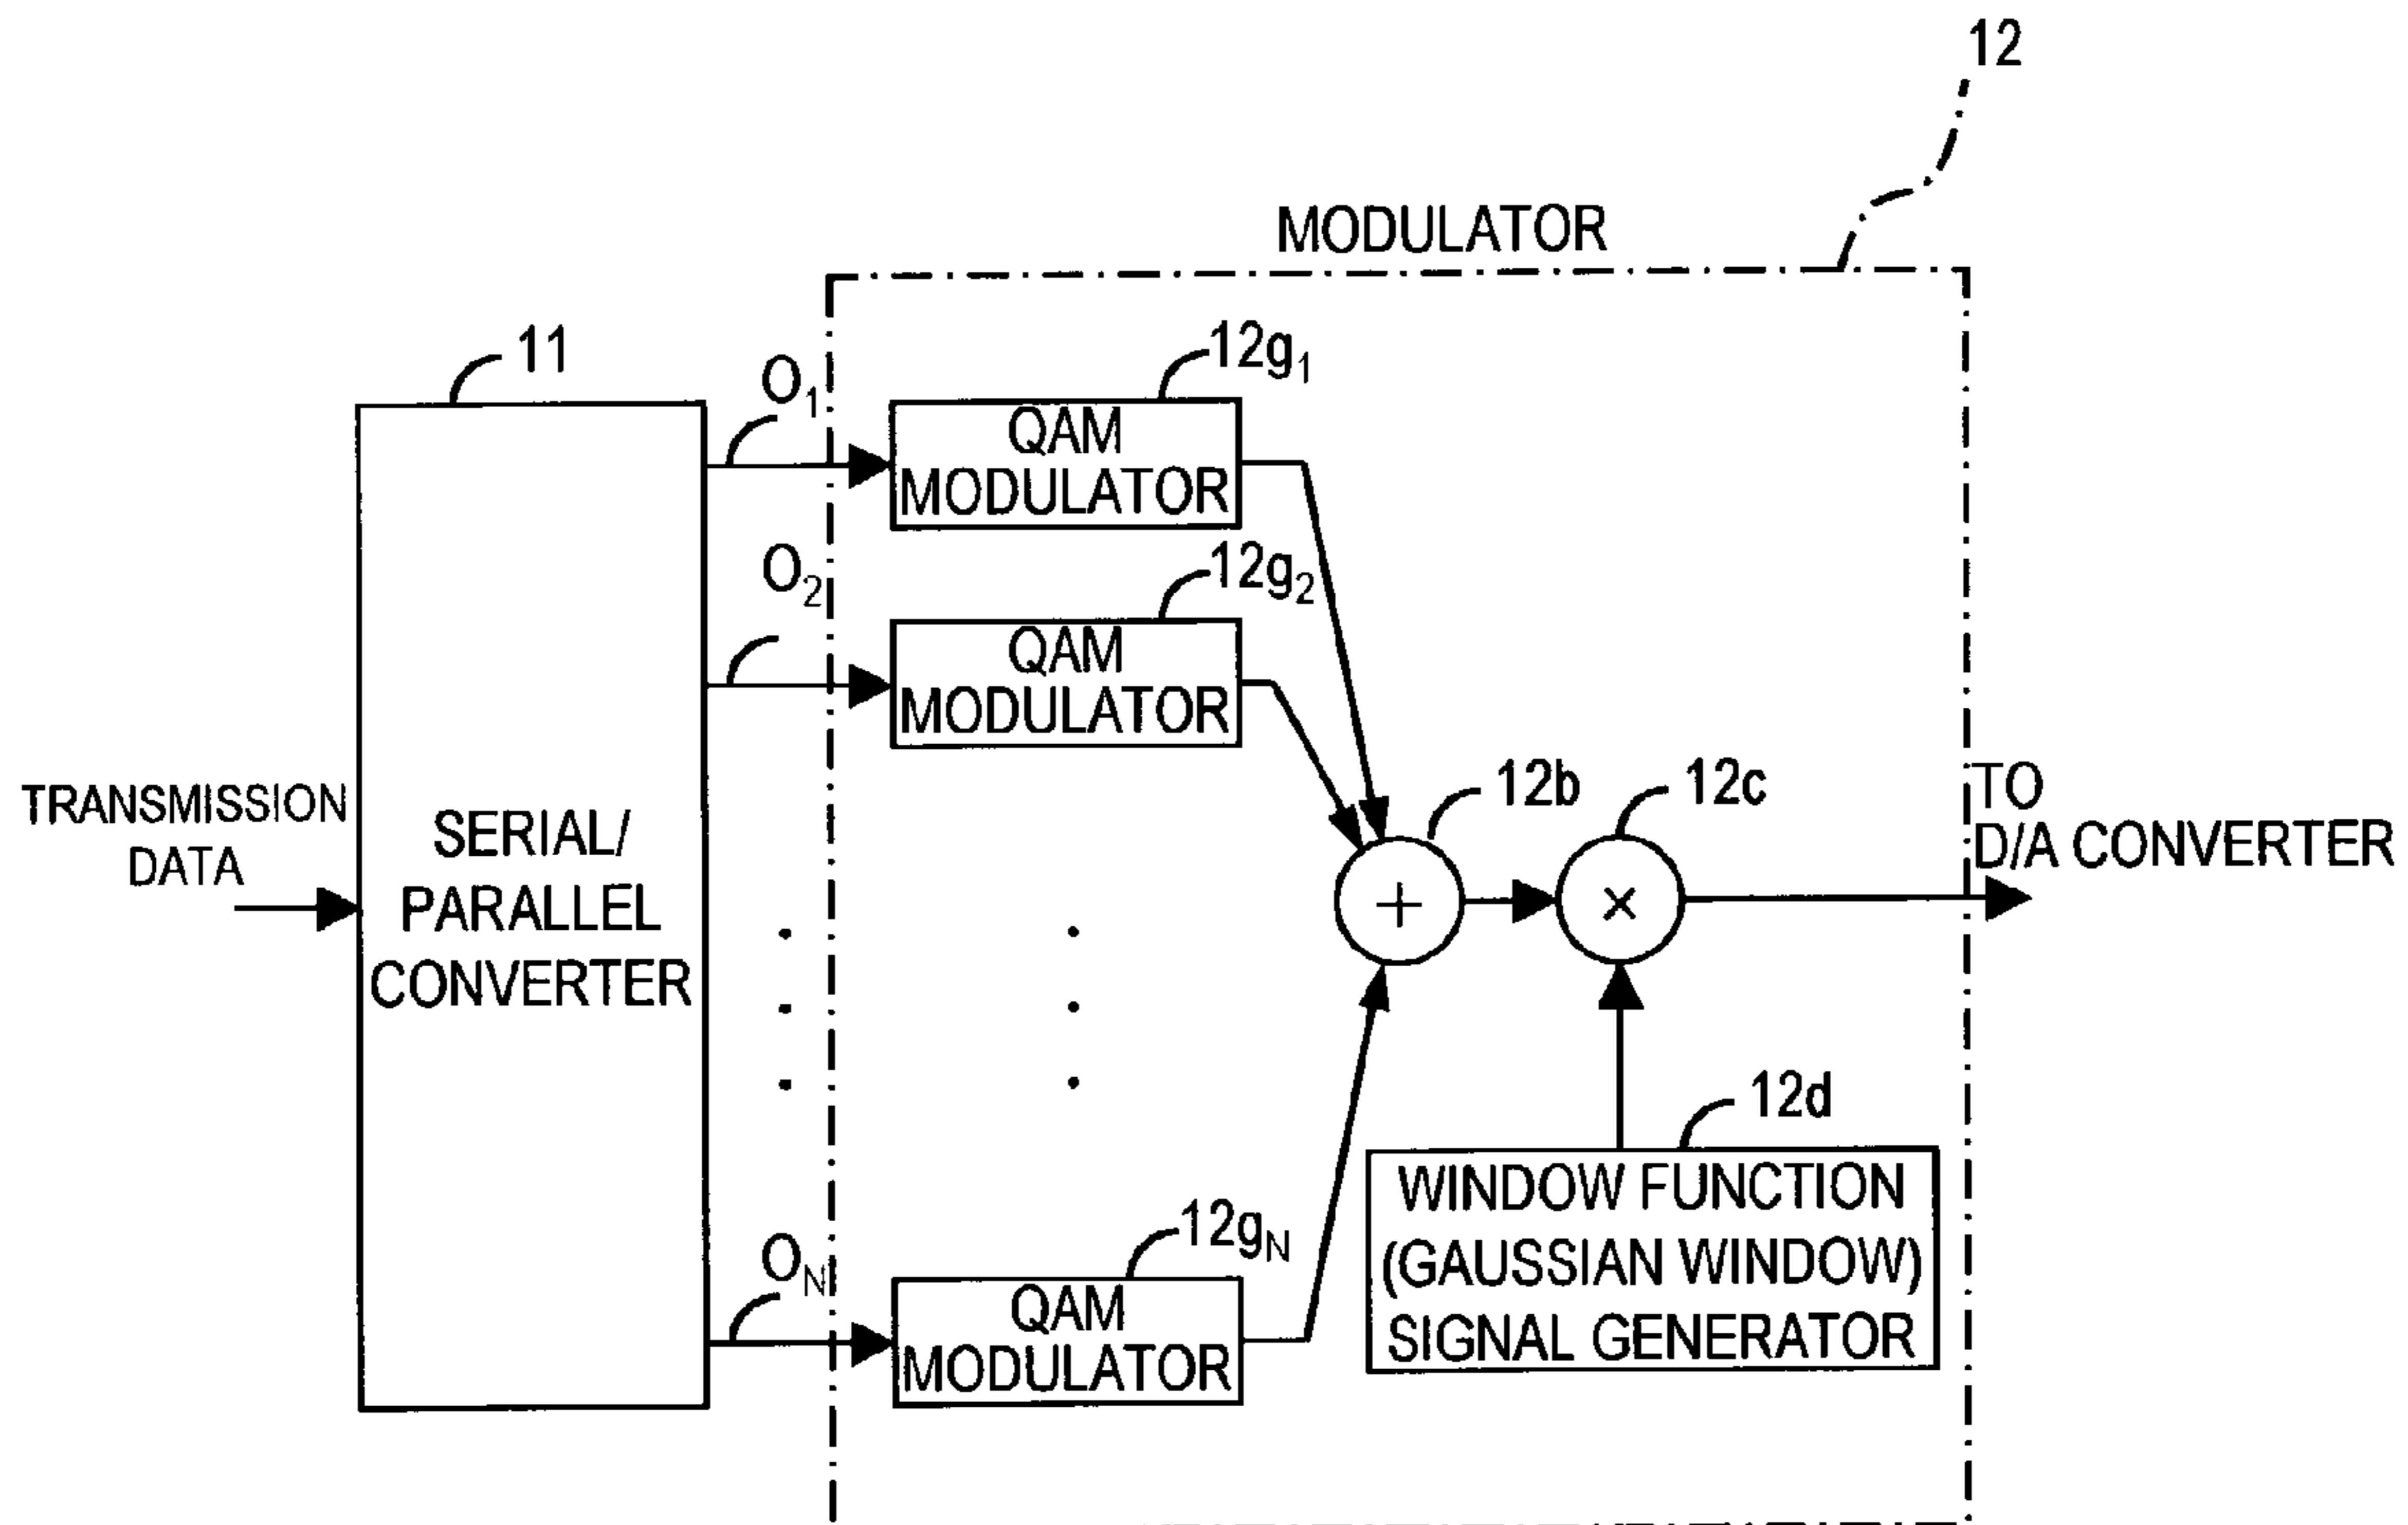 12
MODULATOR
11
O1
12g1
QAM
MODULATOR
O2
12g2
QAM
MODULATOR
TRANSMISSION
DATA
SERIAL/
PARALLEL
CONVERTER
12b
12c
+
×
TO
D/A CONVERTER
12d
WINDOW FUNCTION
(GAUSSIAN WINDOW)
SIGNAL GENERATOR
ON
12gN
QAM
MODULATOR